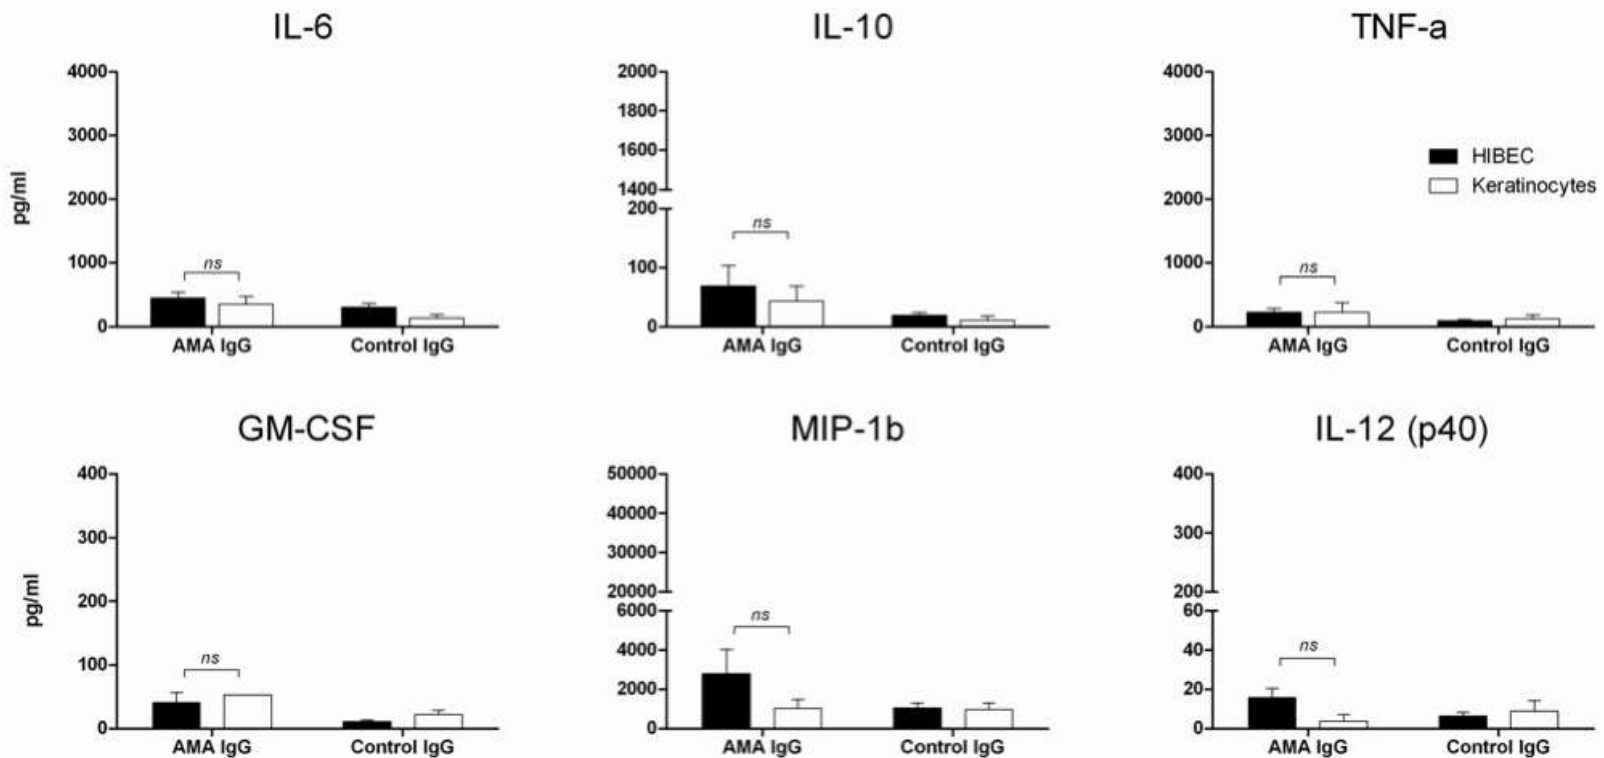 IL-6
IL-10
TNF-a
4000
3000
2000
1000
0
pg/ml
ns
AMA IgG
Control IgG
2000
1800
1600
1400
200
100
0
ns
AMA IgG
Control IgG
4000
3000
2000
1000
0
HIBEC
Keratinocytes
ns
AMA IgG
Control IgG
GM-CSF
MIP-1b
IL-12 (p40)
400
300
200
100
0
pg/ml
ns
AMA IgG
Control IgG
50000
40000
30000
20000
6000
4000
2000
0
ns
AMA IgG
Control IgG
400
300
200
60
40
20
0
ns
AMA IgG
Control IgG